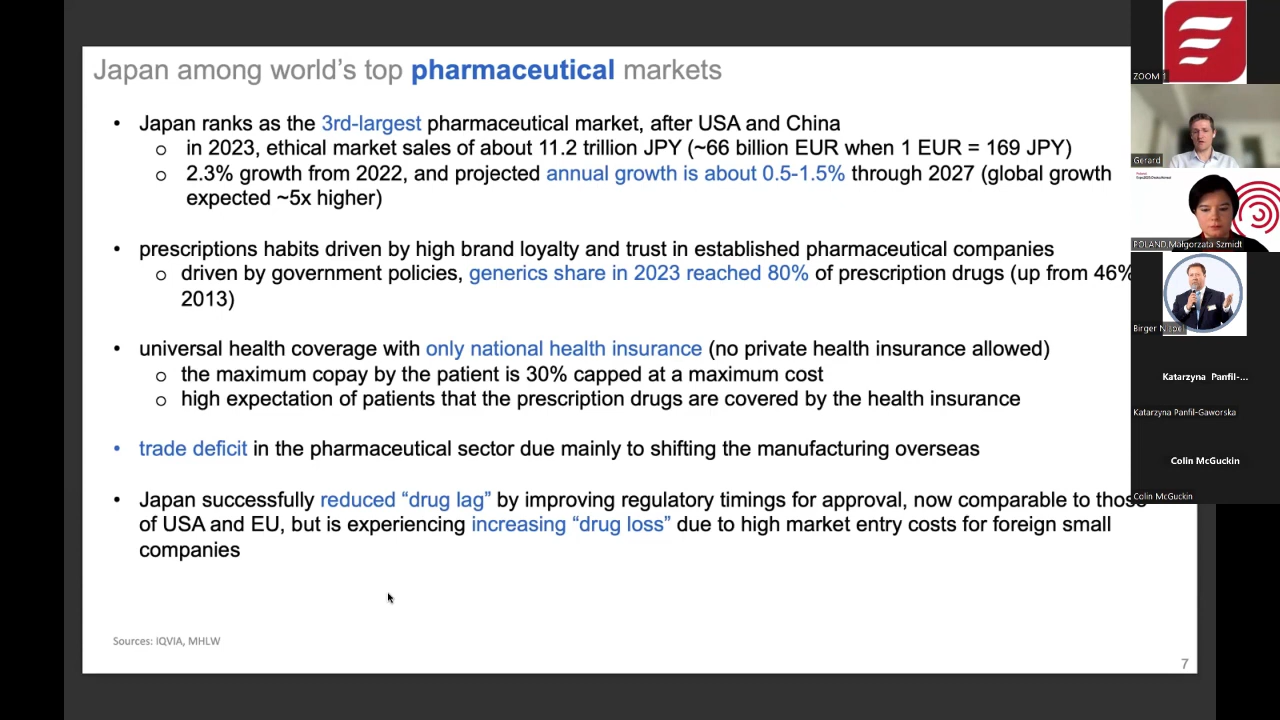 Japan among world's top pharmaceutical markets
• Japan ranks as the 3rd-largest pharmaceutical market, after USA and China
o in 2023, ethical market sales of about 11.2 trillion JPY (~66 billion EUR when 1 EUR = 169 JPY)
o 2.3% growth from 2022, and projected annual growth is about 0.5-1.5% through 2027 (global growth
expected ~5x higher)
• prescriptions habits driven by high brand loyalty and trust in established pharmaceutical companies
o driven by government policies, generics share in 2023 reached 80% of prescription drugs (up from 46%
2013)
• universal health coverage with only national health insurance (no private health insurance allowed)
o the maximum copay by the patient is 30% capped at a maximum cost
o high expectation of patients that the prescription drugs are covered by the health insurance
• trade deficit in the pharmaceutical sector due mainly to shifting the manufacturing overseas
• Japan successfully reduced “drug lag” by improving regulatory timings for approval, now comparable to those
of USA and EU, but is experiencing increasing “drug loss” due to high market entry costs for foreign small
companies
Sources: IQVIA, MHLW
7
ZOOM 1
Gerard
POLAND Małgorzata Szmidt
Birger
Katarzyna Panfil-...
Katarzyna Panfil-Gaworska
Colin McGuckin
Colin McGuckin